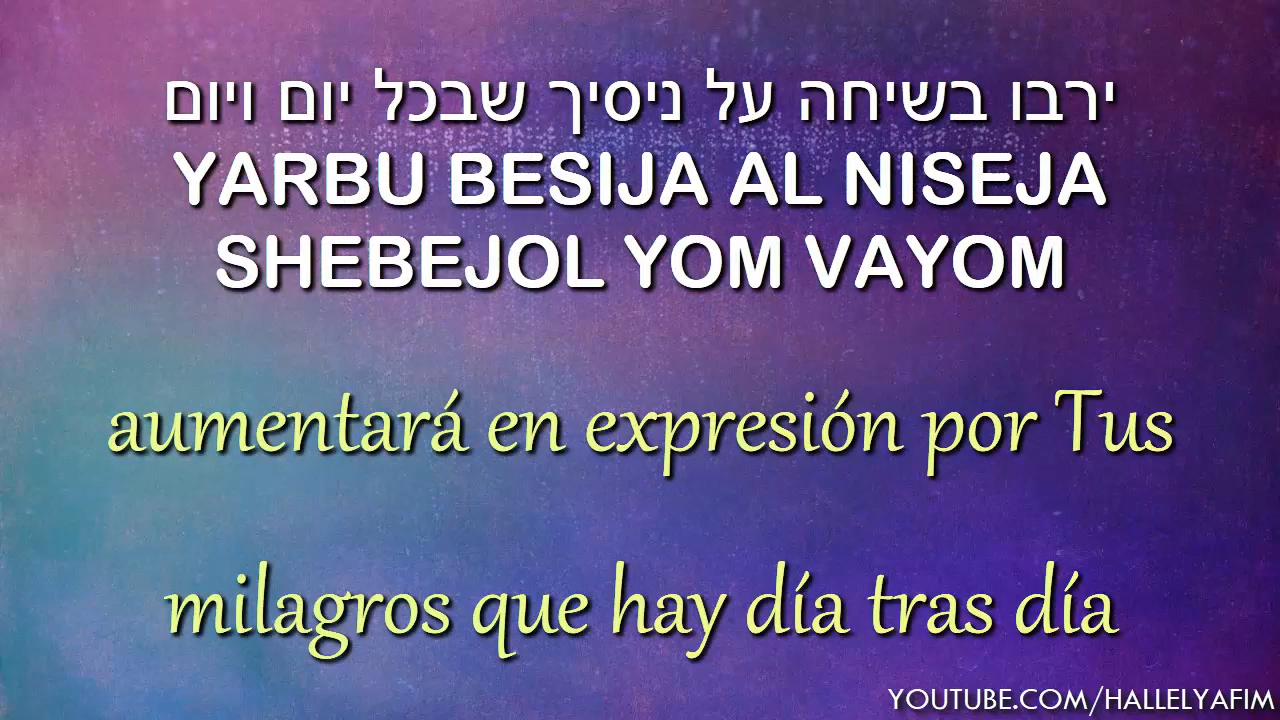 ירבו בשיחה על ניסיך שבכל יום ויום
YARBU BESIJA AL NISEJA
SHEBEJOL YOM VAYOM
aumentará en expresión por Tus
milagros que hay día tras día
YOUTUBE.COM/HALLELYAFIM